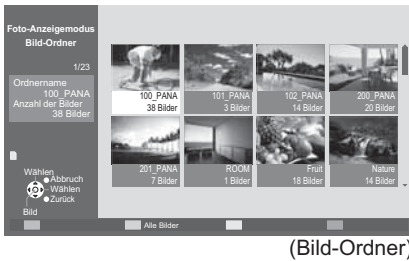 Foto-Anzeigemodus
Bild-Ordner
1/23
Ordnername
100_PANA
Anzahl der Bilder
38 Bilder
Wählen
Abbruch
Wählen
Zurück
Bild
100_PANA
38 Bilder
101_PANA
3 Bilder
102_PANA
14 Bilder
200_PANA
20 Bilder
201_PANA
7 Bilder
ROOM
1 Bilder
Fruit
18 Bilder
Nature
14 Bilder
Alle Bilder
(Bild-Ordner)